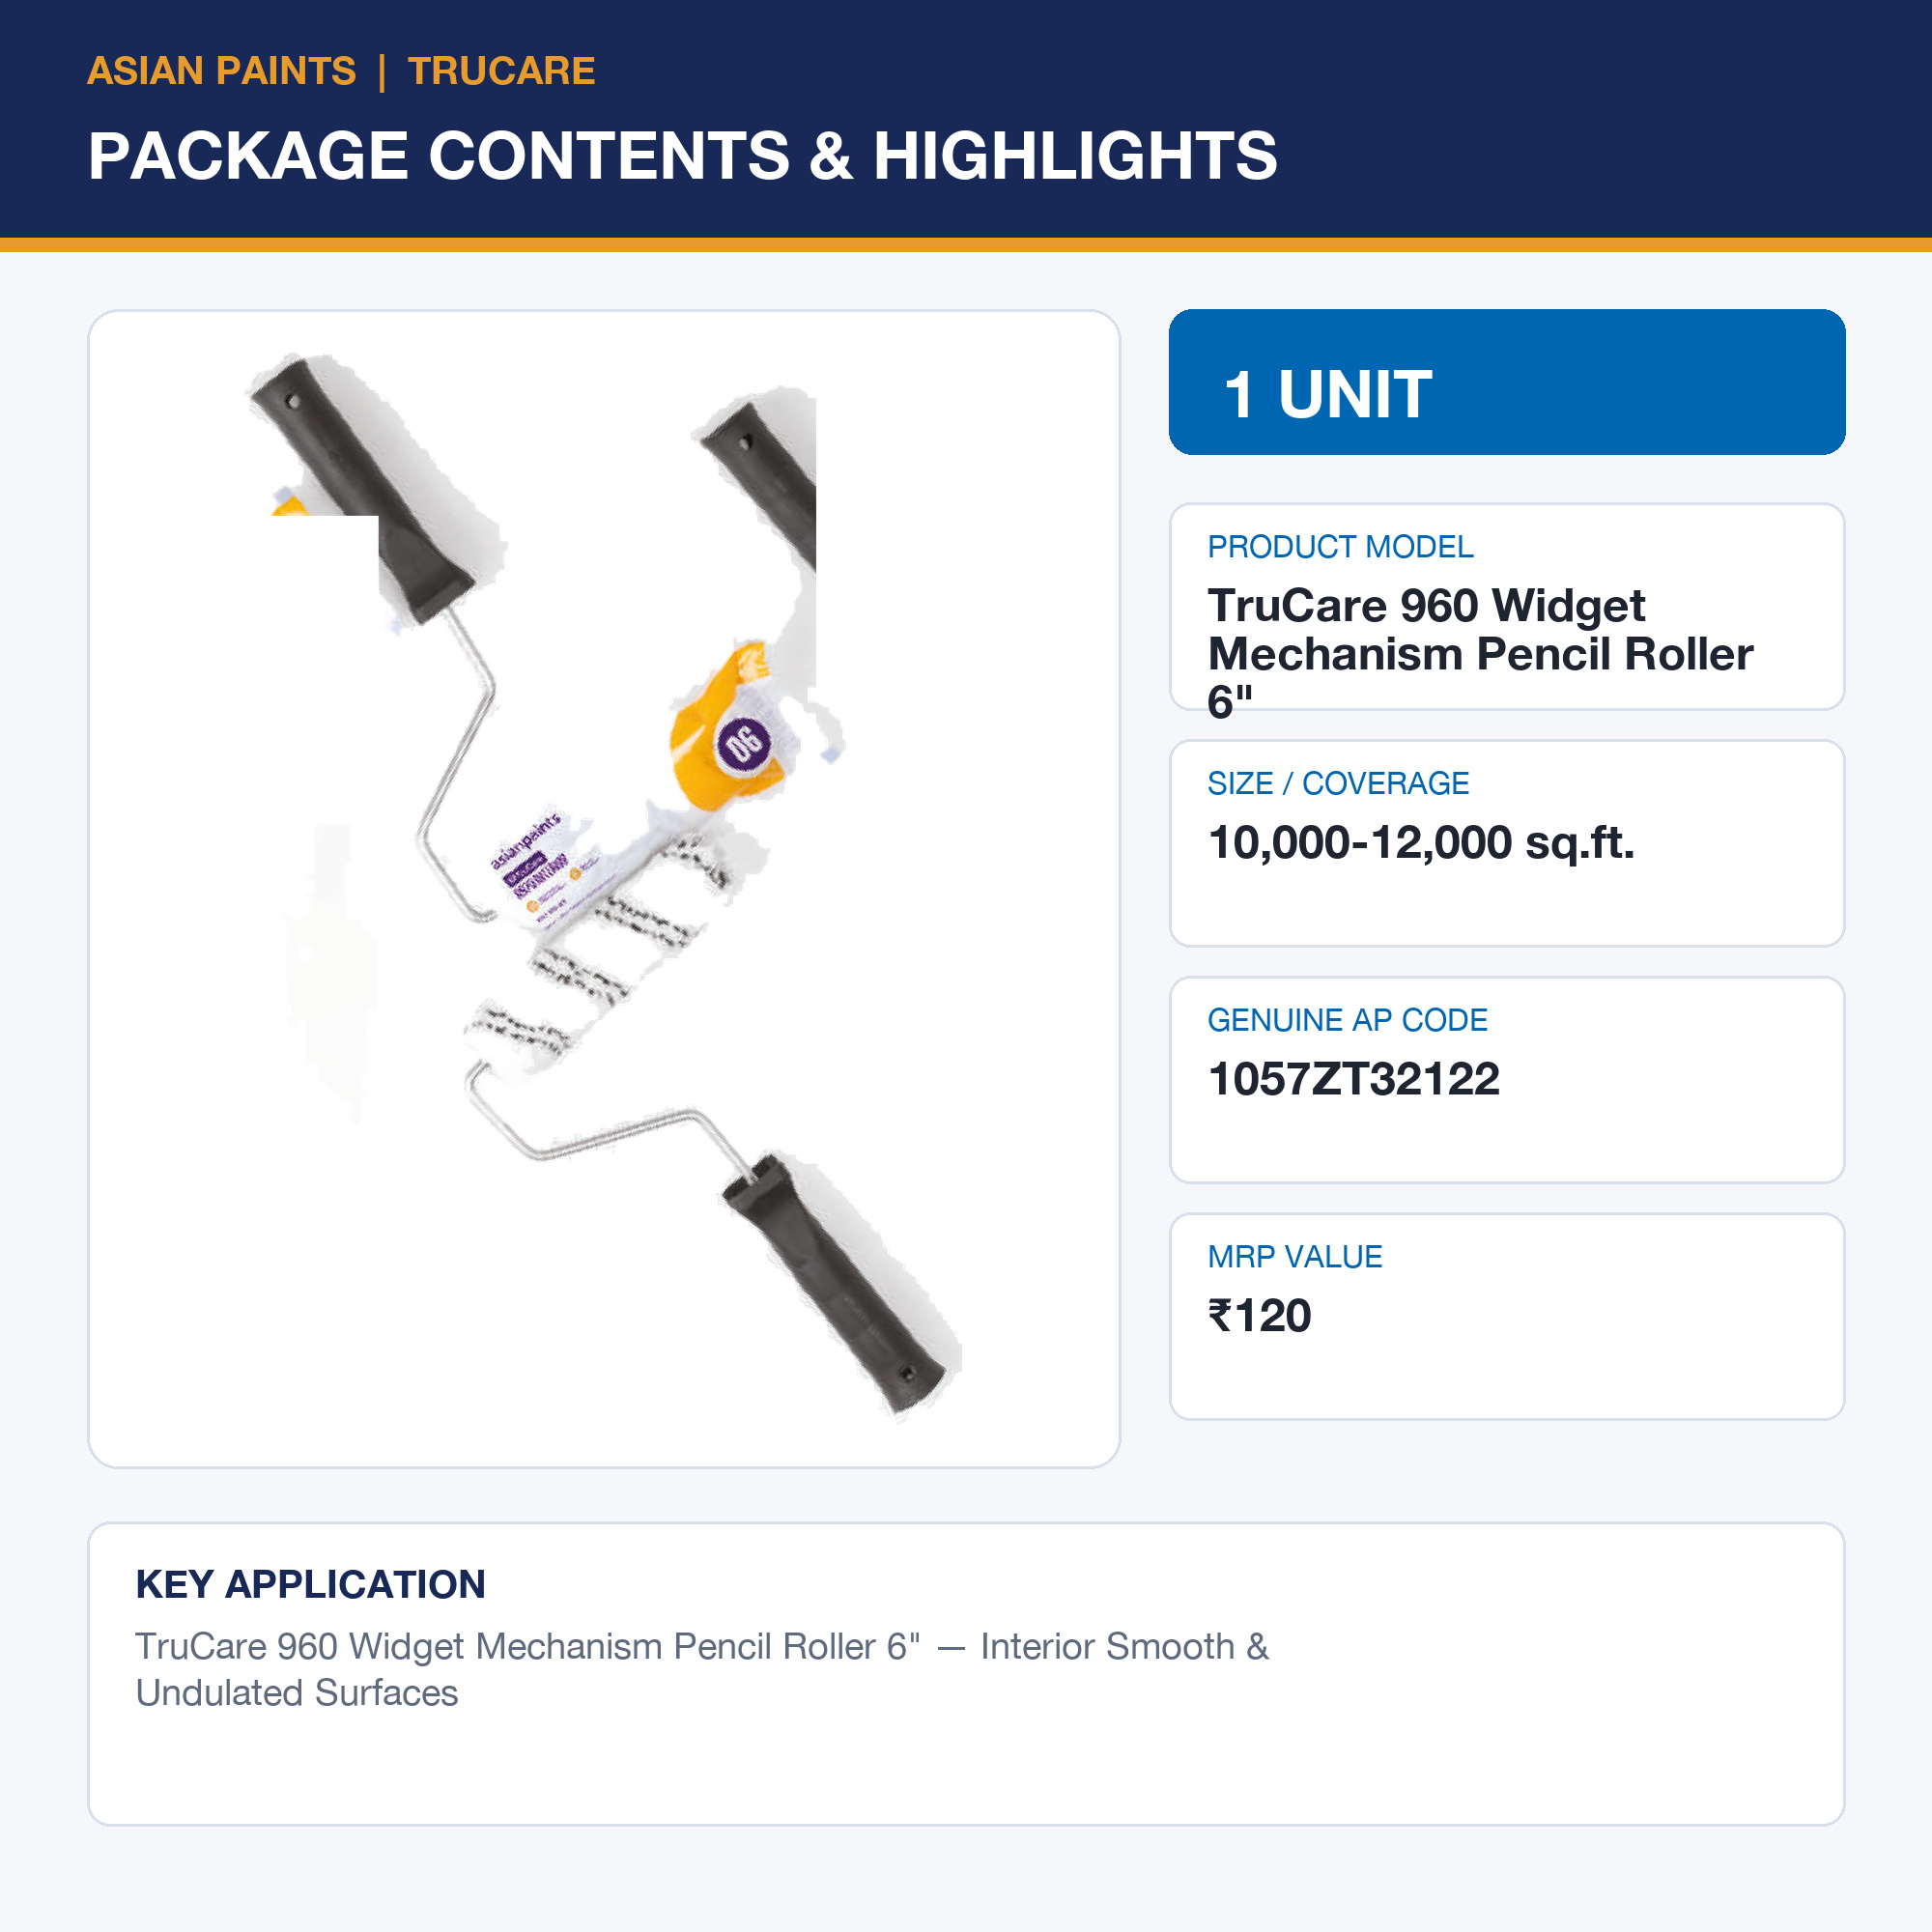 ASIAN PAINTS | TRUCARE
PACKAGE CONTENTS & HIGHLIGHTS
1 UNIT
PRODUCT MODEL
TruCare 960 Widget
Mechanism Pencil Roller
6"
SIZE / COVERAGE
10,000-12,000 sq.ft.
GENUINE AP CODE
1057ZT32122
MRP VALUE
₹120
asianpaints
KEY APPLICATION
TruCare 960 Widget Mechanism Pencil Roller 6" — Interior Smooth &
Undulated Surfaces